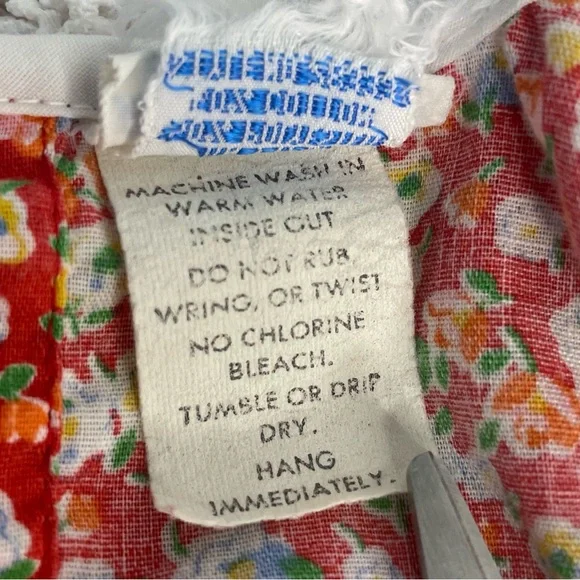 MACHINE WASH IN
WARM WATER
INSIDE OUT
DO NOT RUB
WRING, OR TWIST
NO CHLORINE
BLEACH.
TUMBLE OR DRIP
DRY.
HANG
IMMEDIATELY.